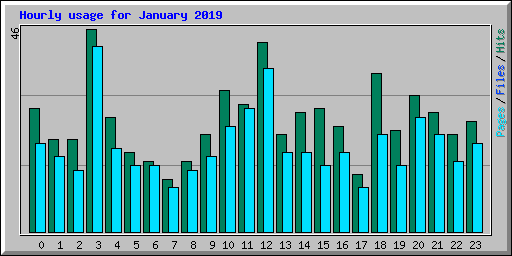 Hourly usage for January 2019
46
Pages/Files/Hits
0 1 2 3 4 5 6 7 8 9 10 11 12 13 14 15 16 17 18 19 20 21 22 23